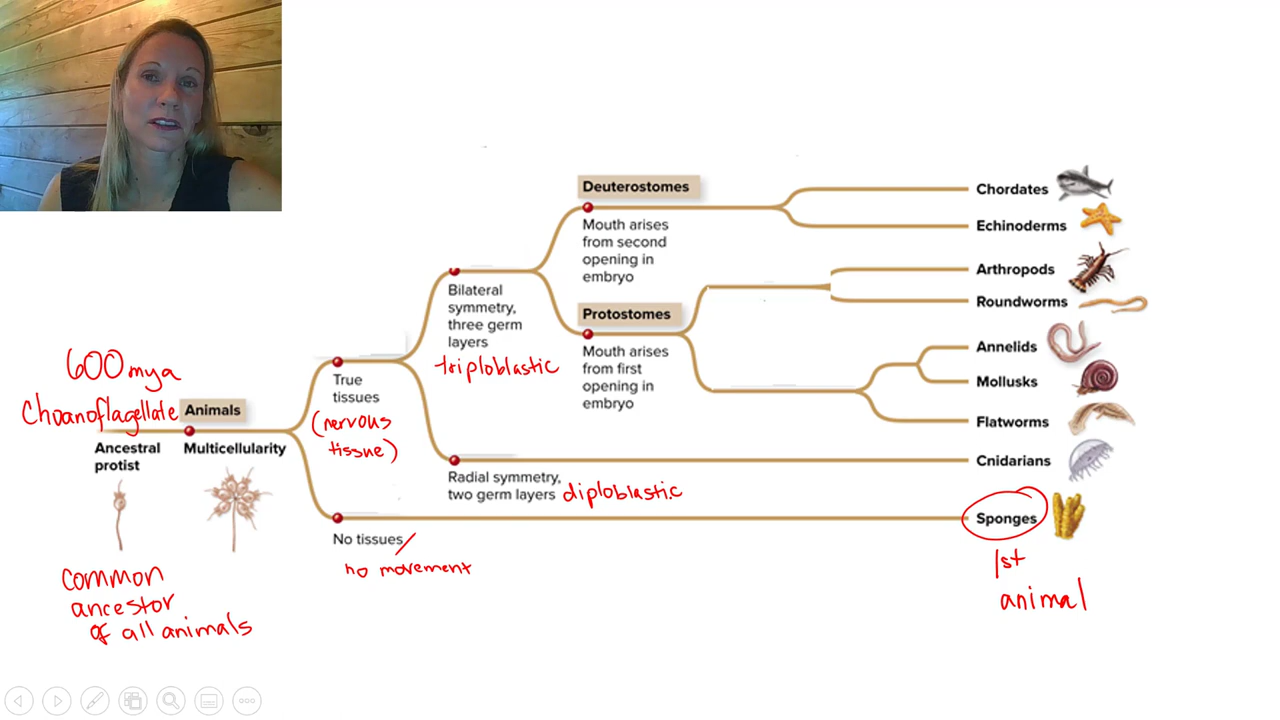 Deuterostomes
Mouth arises
from second
opening in
embryo
Chordates
Echinoderms
Arthropods
Roundworms
Bilateral
symmetry,
three germ
layers
triploblastic
Protostomes
Mouth arises
from first
opening in
embryo
Annelids
Mollusks
Flatworms
600 mya
Choanoflagellate
Animals
Ancestral
protist
Multicellularity
True
tissues
(nervous
tissue)
Radial symmetry,
two germ layers diploblastic
Cnidarians
No tissues/
no movement
Sponges
1st
animal
common
ancestor
of all animals